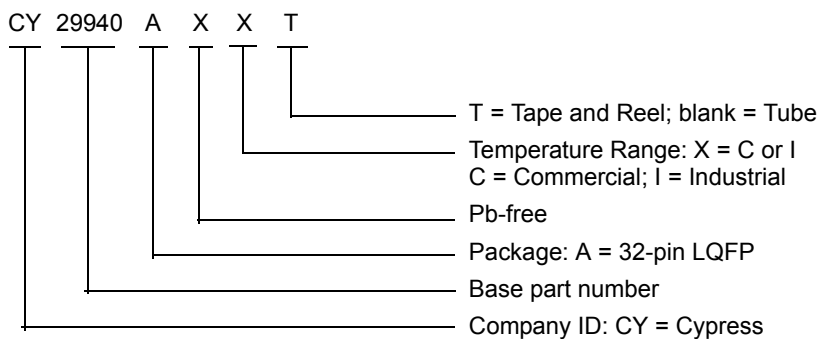 CY 29940 A X X T
T = Tape and Reel; blank = Tube
Temperature Range: X = C or I
C = Commercial; I = Industrial
Pb-free
Package: A = 32-pin LQFP
Base part number
Company ID: CY = Cypress